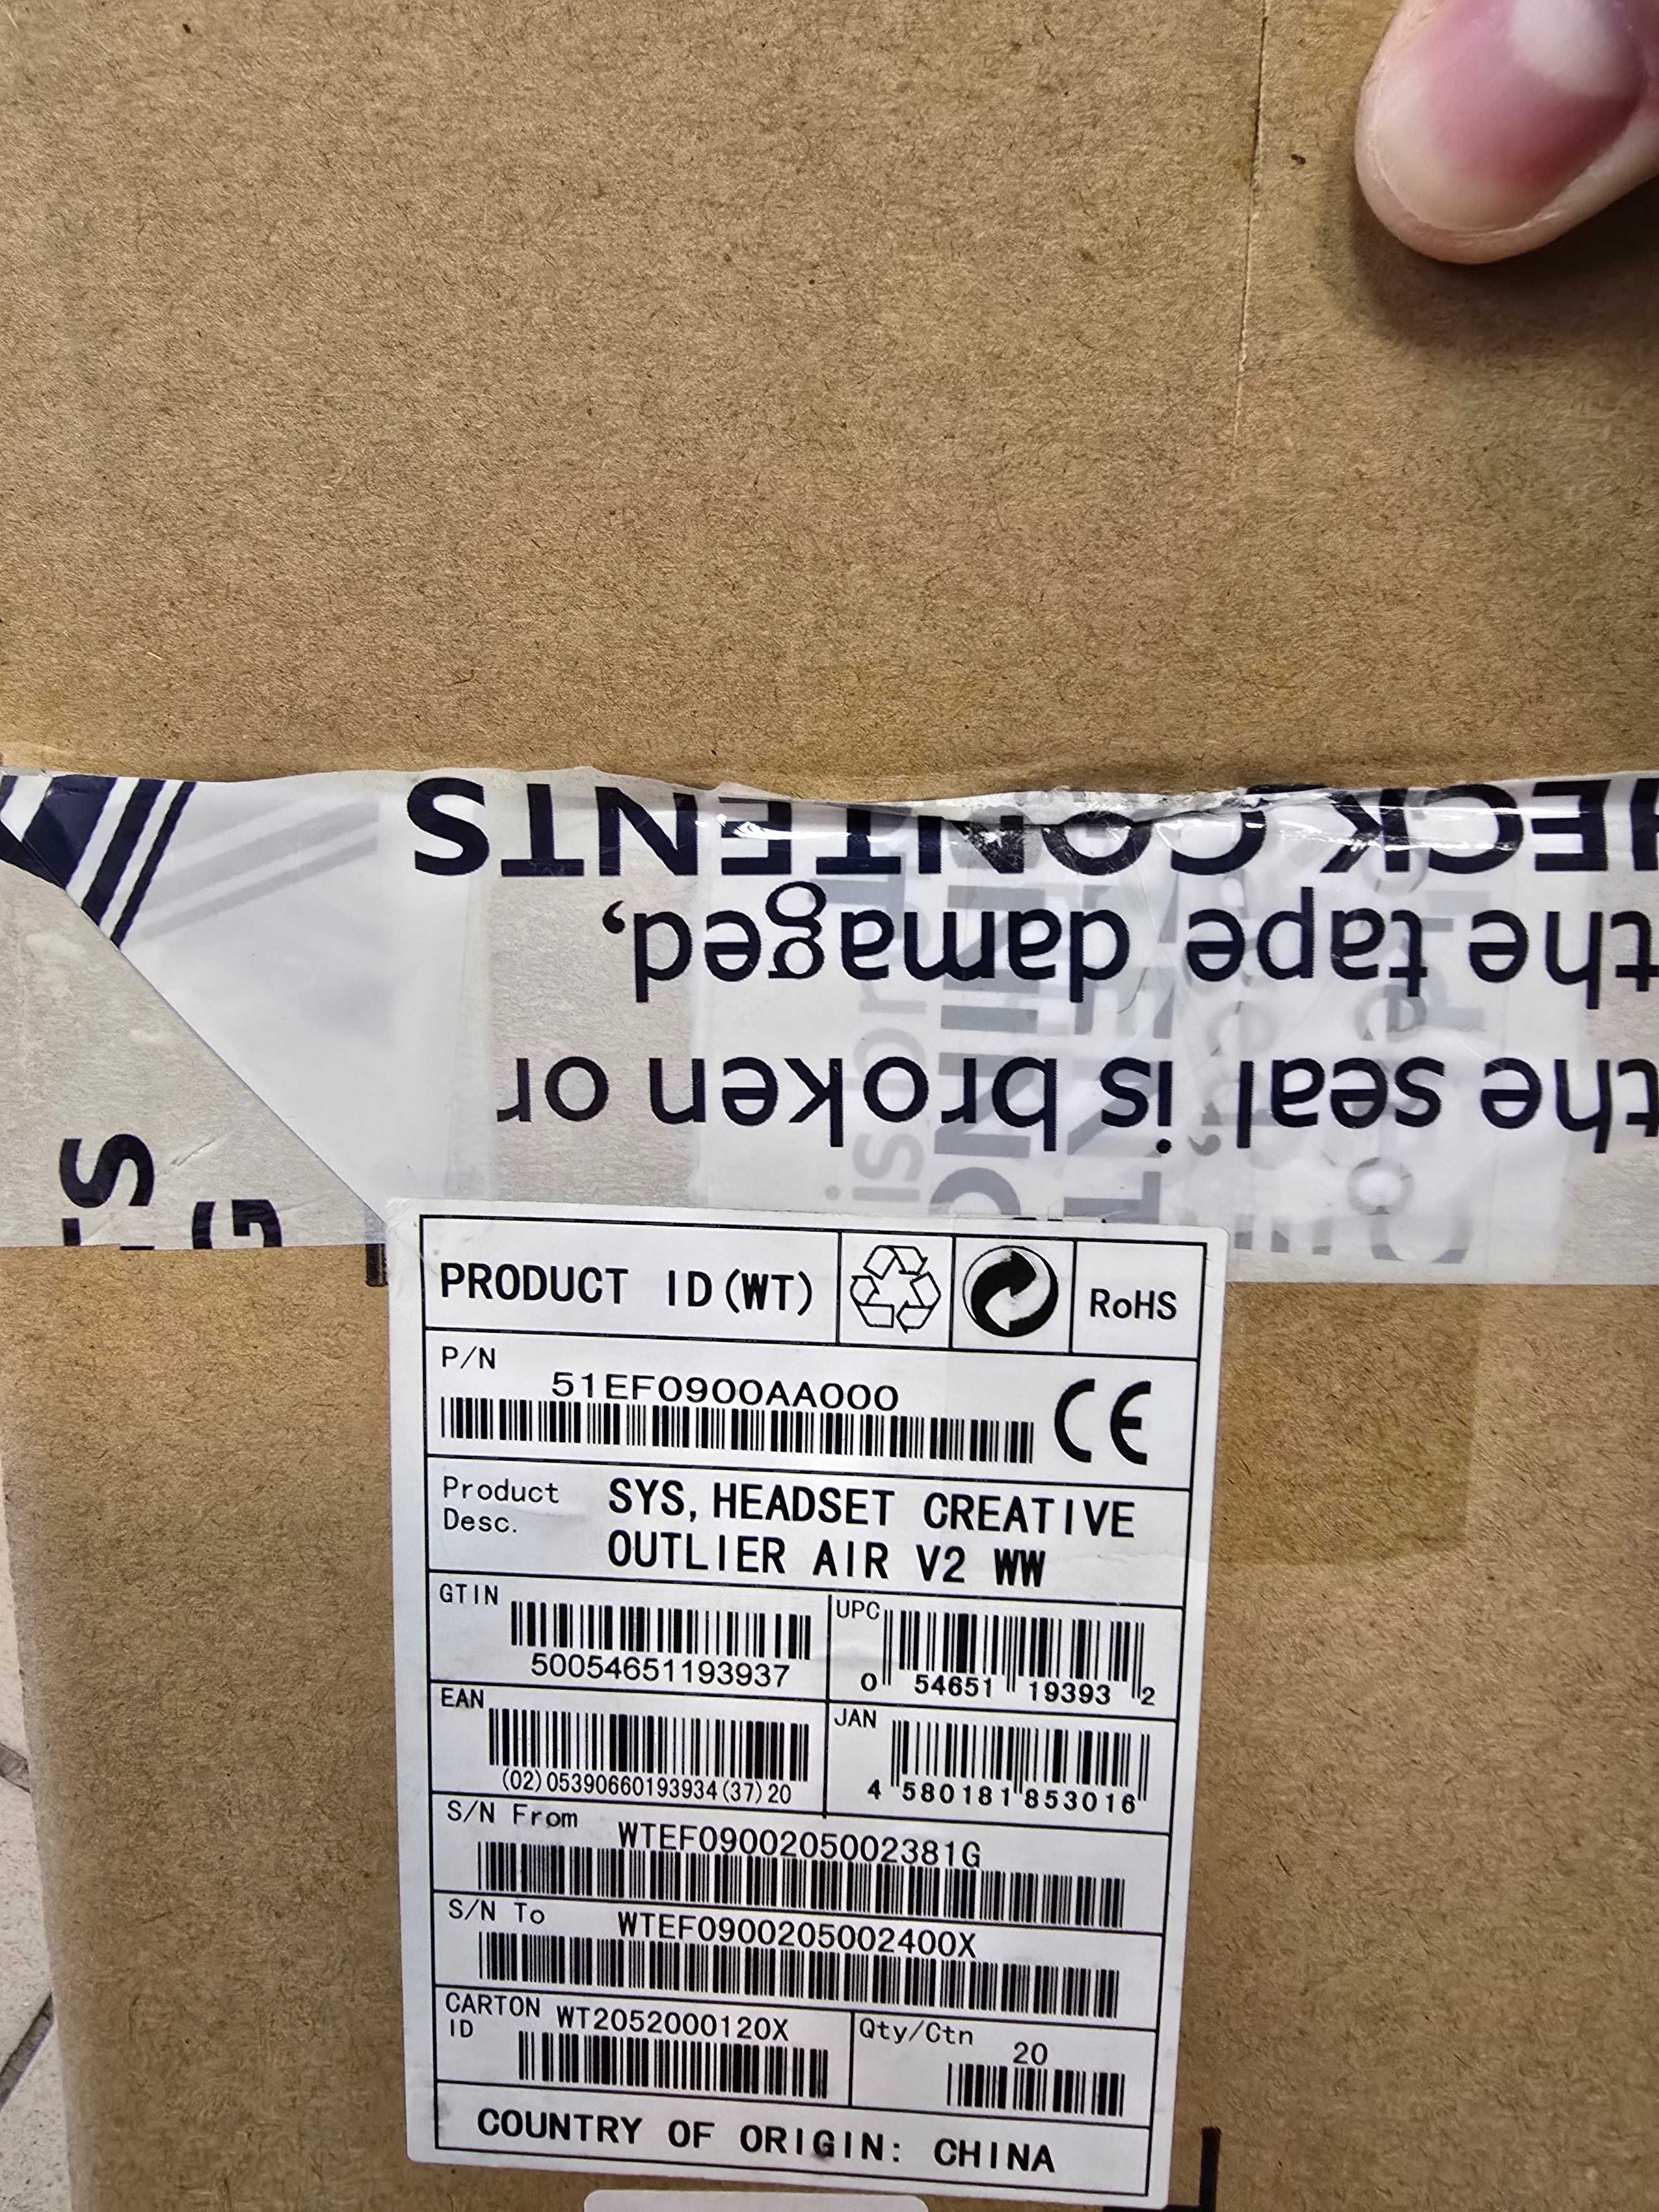 HECK CONTENTS
the tape damaged,
the seal is broken or
PRODUCT ID(WT)
RoHS
P/N
51EF0900AA000
CE
Product Desc.
SYS, HEADSET CREATIVE
OUTLIER AIR V2 WW
GTIN
50054651193937
UPC
0 54651 19393 2
EAN
(02)05390660193934(37)20
JAN
4 580181 853016
S/N From
WTEF0900205002381G
S/N To
WTEF0900205002400X
CARTON ID
WT2052000120X
Qty/Ctn
20
COUNTRY OF ORIGIN: CHINA